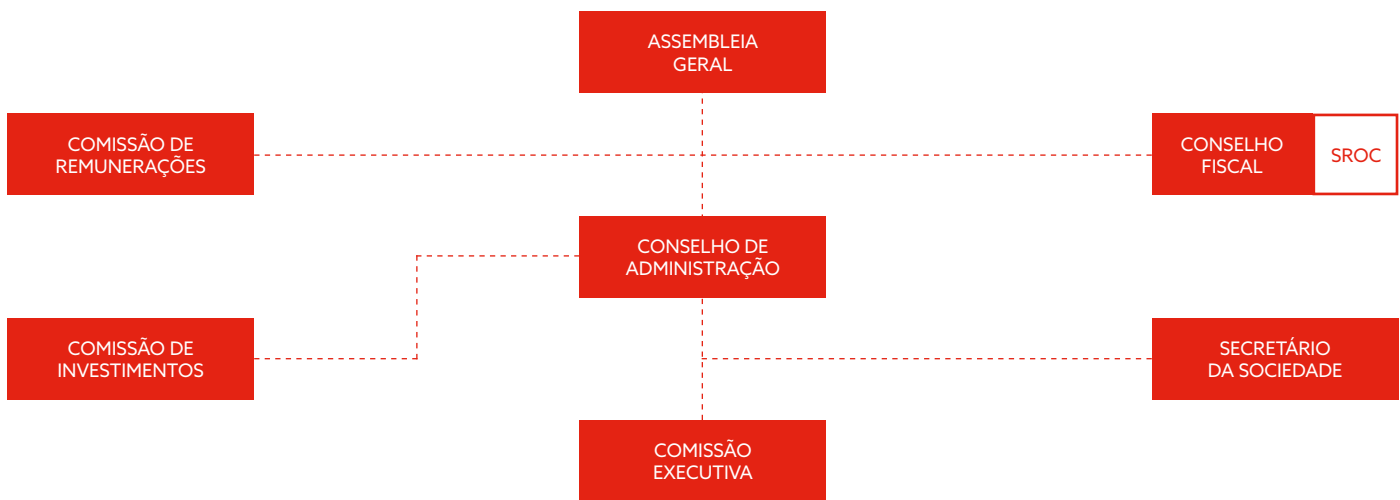 ASSEMBLEIA
GERAL
COMISSÃO DE
REMUNERAÇÕES
CONSELHO
FISCAL
SROC
CONSELHO DE
ADMINISTRAÇÃO
COMISSÃO DE
INVESTIMENTOS
SECRETÁRIO
DA SOCIEDADE
COMISSÃO
EXECUTIVA